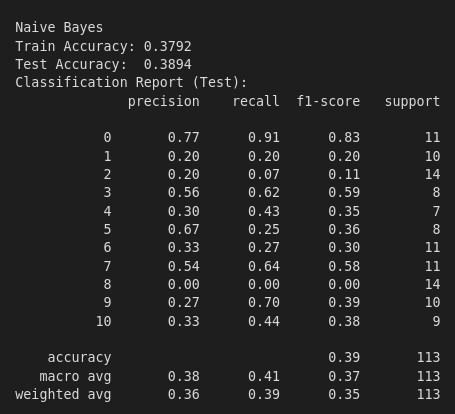 Naive Bayes
Train Accuracy: 0.3792
Test Accuracy:  0.3894
Classification Report (Test):
              precision    recall  f1-score   support

           0       0.77      0.91      0.83        11
           1       0.20      0.20      0.20        10
           2       0.20      0.07      0.11        14
           3       0.56      0.62      0.59         8
           4       0.30      0.43      0.35         7
           5       0.67      0.25      0.36         8
           6       0.33      0.27      0.30        11
           7       0.54      0.64      0.58        11
           8       0.00      0.00      0.00        14
           9       0.27      0.70      0.39        10
          10       0.33      0.44      0.38         9

    accuracy                           0.39       113
   macro avg       0.38      0.41      0.37       113
weighted avg       0.36      0.39      0.35       113